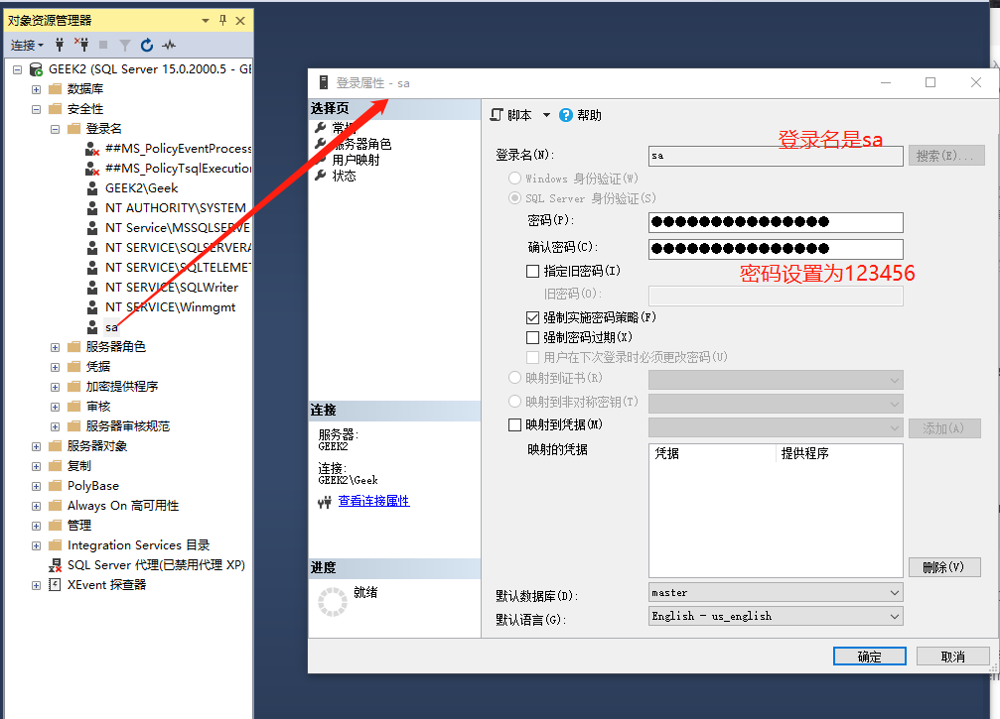 对象资源管理器
连接
GEEK2 (SQL Server 15.0.2000.5 - GE
数据库
安全性
登录名
##MS_PolicyEventProcess
##MS_PolicyTsqlExecution
GEEK2\Geek
NT AUTHORITY\SYSTEM
NT Service\MSSQLSERVE
NT SERVICE\SQLSERVERA
NT SERVICE\SQLTELEMET
NT SERVICE\SQLWriter
NT SERVICE\Winmgmt
sa
服务器角色
凭据
加密提供程序
审核
服务器审核规范
服务器对象
复制
PolyBase
Always On 高可用性
管理
Integration Services 目录
SQL Server 代理(已禁用代理 XP)
XEvent 探查器
登录属性 - sa
选择页
常规
服务器角色
用户映射
状态
连接
服务器:
GEEK2
连接:
GEEK2\Geek
查看连接属性
进度
就绪
脚本
帮助
登录名是sa
登录名(N):
sa
搜索(E)...
Windows 身份验证(W)
SQL Server 身份验证(S)
密码(P):
●●●●●●●●●●●●●●●
确认密码(C):
●●●●●●●●●●●●●●●
指定旧密码(I)
密码设置为123456
旧密码(O):
强制实施密码策略(F)
强制密码过期(X)
用户在下次登录时必须更改密码(U)
映射到证书(R)
映射到非对称密钥(T)
映射到凭据(M)
添加(A)
映射的凭据
凭据
提供程序
删除(V)
默认数据库(D):
master
默认语言(G):
English - us_english
确定
取消